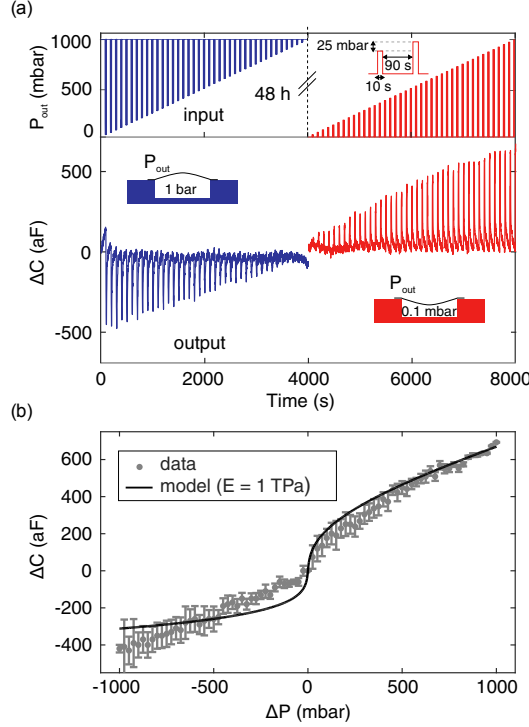 (a)
1000
500
0
P_out (mbar)
input
48 h
25 mbar
90 s
10 s
500
0
-500
ΔC (aF)
P_out
1 bar
P_out
0.1 mbar
output
0 2000 4000 6000 8000
Time (s)
(b)
600
400
200
0
-200
-400
ΔC (aF)
data
model (E = 1 TPa)
-1000 -500 0 500 1000
ΔP (mbar)